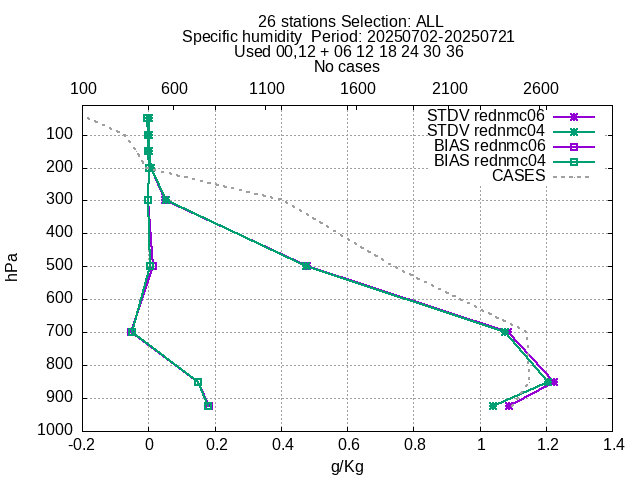 26 stations Selection: ALL
Specific humidity  Period: 20250702-20250721
Used 00,12 + 06 12 18 24 30 36
No cases
100 600 1100 1600 2100 2600
STDV rednmc06
STDV rednmc04
BIAS rednmc06
BIAS rednmc04
CASES
100
200
300
400
500
600
700
800
900
1000
hPa
-0.2 0 0.2 0.4 0.6 0.8 1 1.2 1.4
g/Kg